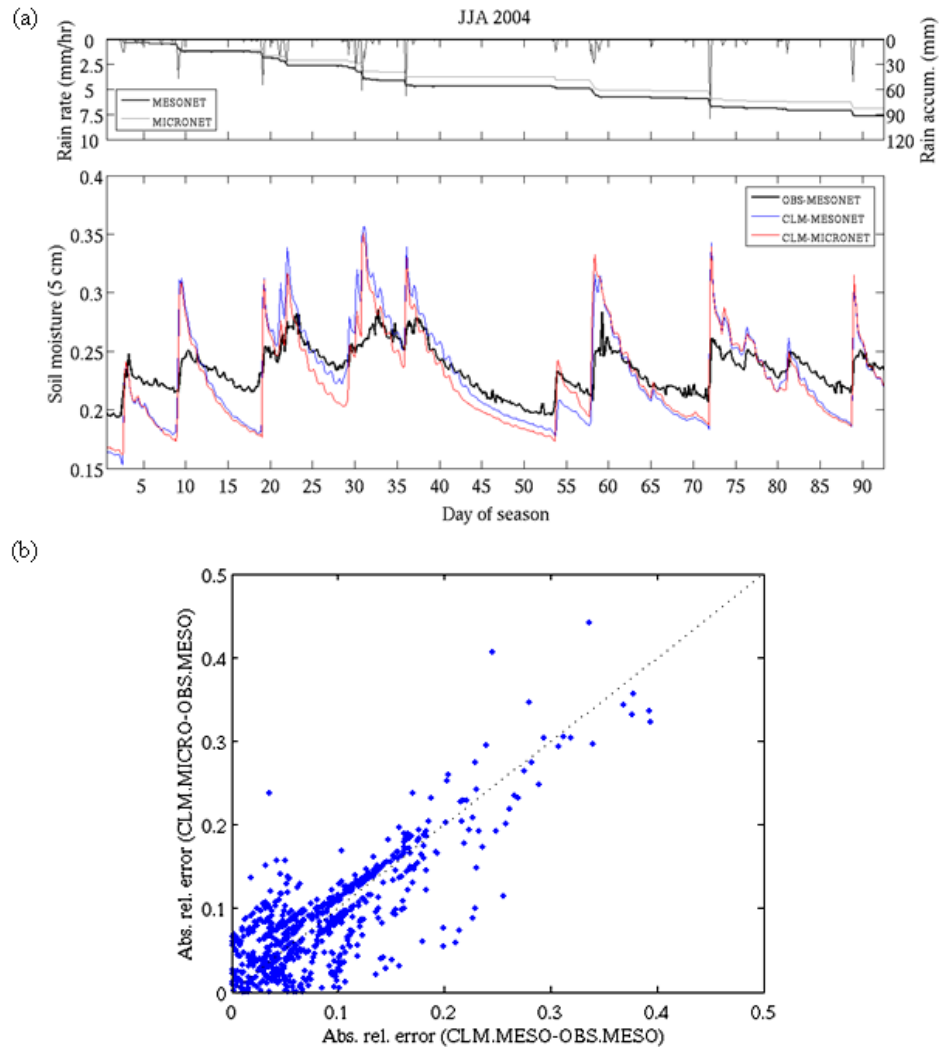 (a)
JJA 2004
Rain rate (mm/hr)
0
2.5
5
7.5
10
MESONET
MICRONET
0
30
60
90
120
Rain accum. (mm)
Soil moisture (5 cm)
0.4
0.35
0.3
0.25
0.2
0.15
OBS-MESONET
CLM-MESONET
CLM-MICRONET
5 10 15 20 25 30 35 40 45 50 55 60 65 70 75 80 85 90
Day of season
(b)
Abs. rel. error (CLM.MICRO-OBS.MESO)
0.5
0.4
0.3
0.2
0.1
0
0 0.1 0.2 0.3 0.4 0.5
Abs. rel. error (CLM.MESO-OBS.MESO)